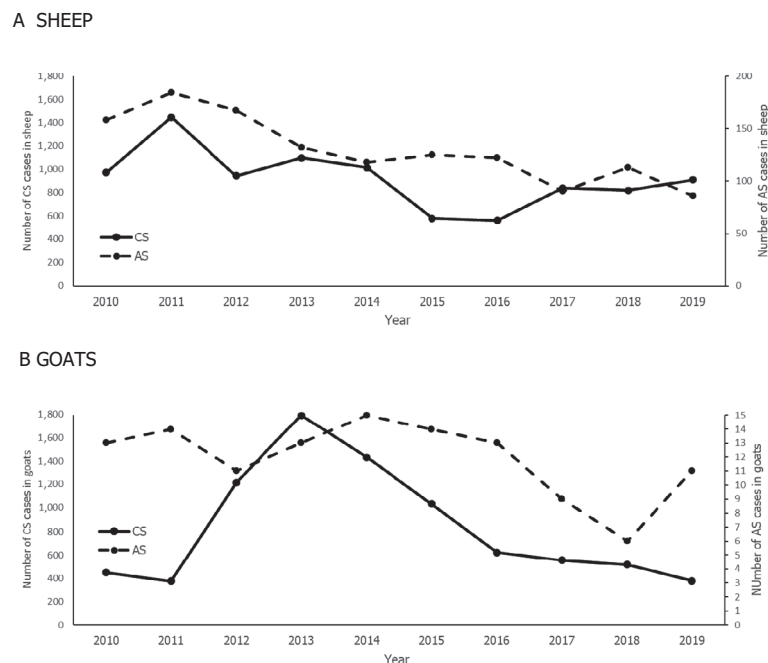 A SHEEP
Number of CS cases in sheep
1,800
1,600
1,400
1,200
1,000
800
600
400
200
0
CS
AS
200
150
100
50
0
Number of AS cases in sheep
2010 2011 2012 2013 2014 2015 2016 2017 2018 2019
Year
B GOATS
Number of CS cases in goats
1,800
1,600
1,400
1,200
1,000
800
600
400
200
0
CS
AS
15
14
13
12
11
10
9
8
7
6
5
4
3
2
1
0
NUmber of AS cases in goats
2010 2011 2012 2013 2014 2015 2016 2017 2018 2019
Year